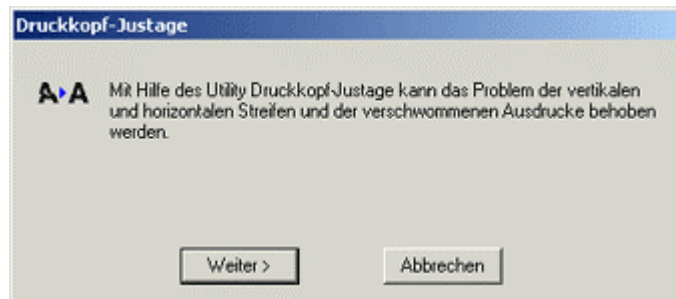 Druckkopf-Justage
A▸A
Mit Hilfe des Utility Druckkopf-Justage kann das Problem der vertikalen
und horizontalen Streifen und der verschwommenen Ausdrucke behoben
werden.
Weiter > Abbrechen